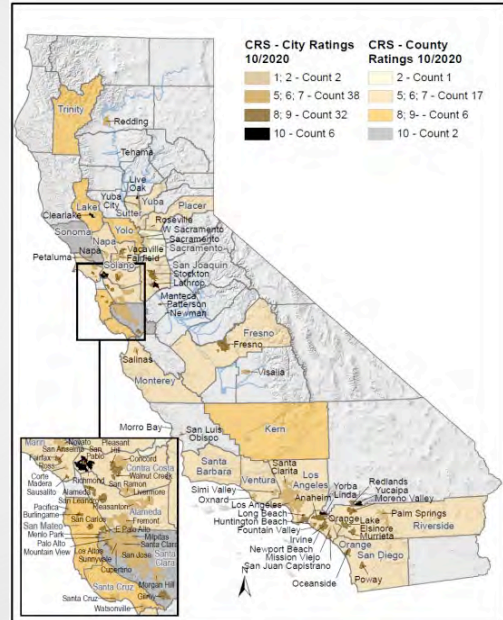 CRS - City Ratings
10/2020
1; 2 - Count 2
5; 6; 7 - Count 38
8; 9 - Count 32
10 - Count 6
CRS - County
Ratings 10/2020
2 - Count 1
5; 6; 7 - Count 17
8; 9- - Count 6
10 - Count 2
Trinity
Redding
Tehama
Live
Oak
Yuba
City
Yuba
Sutter
Placer
Lake
Clearlake
Roseville
Sonoma
Yolo
W Sacramento
Sacramento
Sacramento
Napa
Napa
Vacaville
Fairfield
Petaluma
Solano
San Joaquin
Stockton
Lathrop
Manteca
Patterson
Newman
Fresno
Fresno
Salinas
Visalia
Monterey
Morro Bay
San Luis
Obispo
Kern
Santa
Barbara
Ventura
Santa
Clarita
Los
Angeles
Simi Valley
Oxnard
Los Angeles
Long Beach
Huntington Beach
Fountain Valley
Irvine
Newport Beach
Mission Viejo
San Juan Capistrano
Anaheim
Yorba
Linda
Redlands
Yucaipa
Moreno Valley
Orange
Lake
Elsinore
Murrieta
Palm Springs
Riverside
Orange
San Diego
Oceanside
Poway
N
Marin
Novato
San Anselmo
Fairfax
Ross
San
Pablo
Pleasant
Hill
Concord
Contra Costa
Walnut Creek
Corte
Madera
Sausalito
Richmond
Alameda
San Leandro
San Ramon
Livermore
Pleasanton
Pacifica
Burlingame
Alameda
Fremont
San Mateo
San Carlos
Menlo Park
E Palo Alto
Palo Alto
Mountain View
Milpitas
Santa Clara
Los Altos
Sunnyvale
San Jose
Santa
Clara
Cupertino
Morgan Hill
Gilroy
Santa Cruz
Santa Cruz
Watsonville